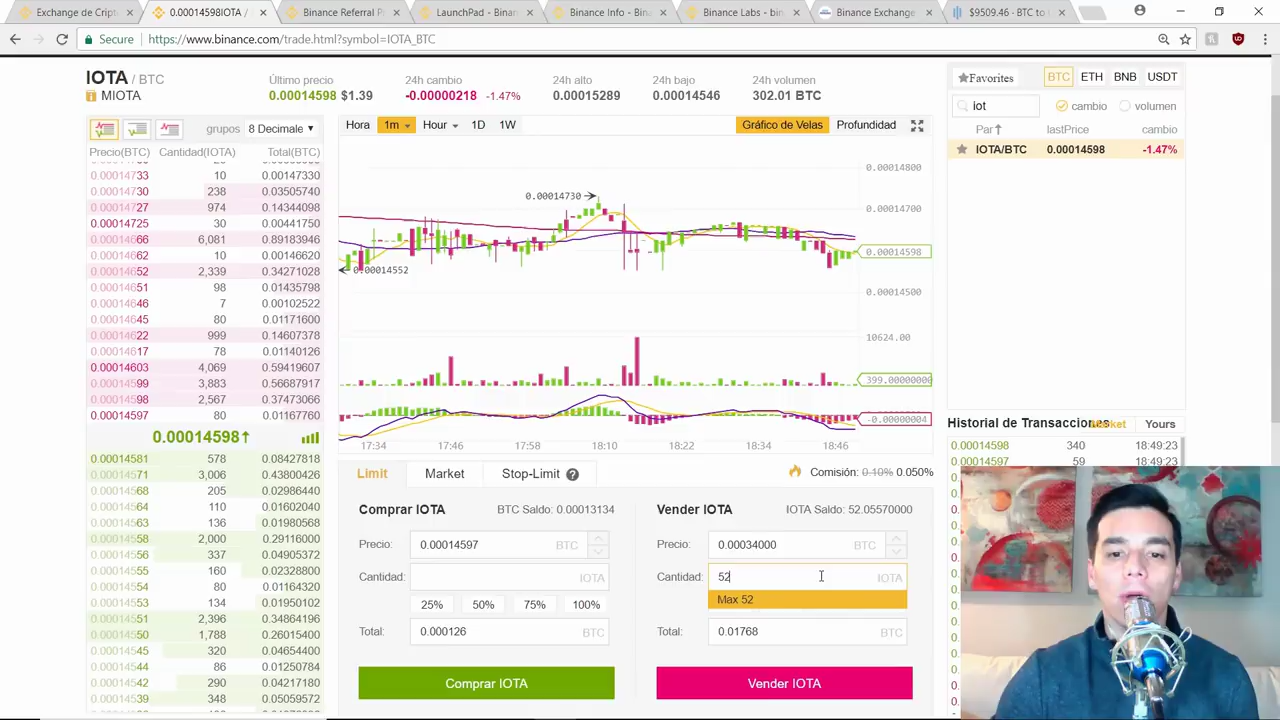 Exchange de Cript
0.00014598IOTA /
Binance Referral P
LaunchPad - Binan
Binance Info - Bina
Binance Labs - bin
Binance Exchange
$9509.46 - BTC to
Secure
https://www.binance.com/trade.html?symbol=IOTA_BTC
IOTA / BTC
MIOTA
Último precio
0.00014598 $1.39
24h cambio
-0.00000218 -1.47%
24h alto
0.00015289
24h bajo
0.00014546
24h volumen
302.01 BTC
grupos 8 Decimale
Precio(BTC) Cantidad(IOTA) Total(BTC)
0.00014733 10 0.00147330
0.00014730 238 0.03505740
0.00014727 974 0.14344098
0.00014725 30 0.00441750
0.00014666 6,081 0.89183946
0.00014662 10 0.00146620
0.00014652 2,339 0.34271028
0.00014651 98 0.01435798
0.00014646 7 0.00102522
0.00014645 80 0.01171600
0.00014622 999 0.14607378
0.00014617 78 0.01140126
0.00014603 4,069 0.59419607
0.00014599 3,883 0.56687917
0.00014598 2,567 0.37473066
0.00014597 80 0.01167760
0.00014598↑
0.00014581 578 0.08427818
0.00014571 3,006 0.43800426
0.00014568 205 0.02986440
0.00014564 110 0.01602040
0.00014563 136 0.01980568
0.00014558 2,000 0.29116000
0.00014556 337 0.04905372
0.00014555 160 0.02328800
0.00014554 80 0.01164320
0.00014553 134 0.01950102
0.00014551 2,396 0.34864196
0.00014550 1,788 0.26015400
0.00014545 320 0.04654400
0.00014544 86 0.01250784
0.00014542 290 0.04217180
0.00014539 348 0.05059572
Hora 1m Hour 1D 1W
Gráfico de Velas Profundidad
0.00014730
0.00014552
0.00014800
0.00014700
0.00014598
0.00014500
10624.00
399.00000000
-0.00000004
17:34 17:46 17:58 18:10 18:22 18:34 18:46
Limit Market Stop-Limit ?
Comisión: 0.10% 0.050%
Comprar IOTA
BTC Saldo: 0.00013134
Precio: 0.00014597 BTC
Cantidad: IOTA
25% 50% 75% 100%
Total: 0.000126 BTC
Comprar IOTA
Vender IOTA
IOTA Saldo: 52.05570000
Precio: 0.00034000 BTC
Cantidad: 52 IOTA
Max 52
Total: 0.01768 BTC
Vender IOTA
Favorites BTC ETH BNB USDT
iot
cambio volumen
Par lastPrice cambio
IOTA/BTC 0.00014598 -1.47%
Historial de Transacciones
Market Yours
0.00014598 340 18:49:23
0.00014597 59 18:49:23